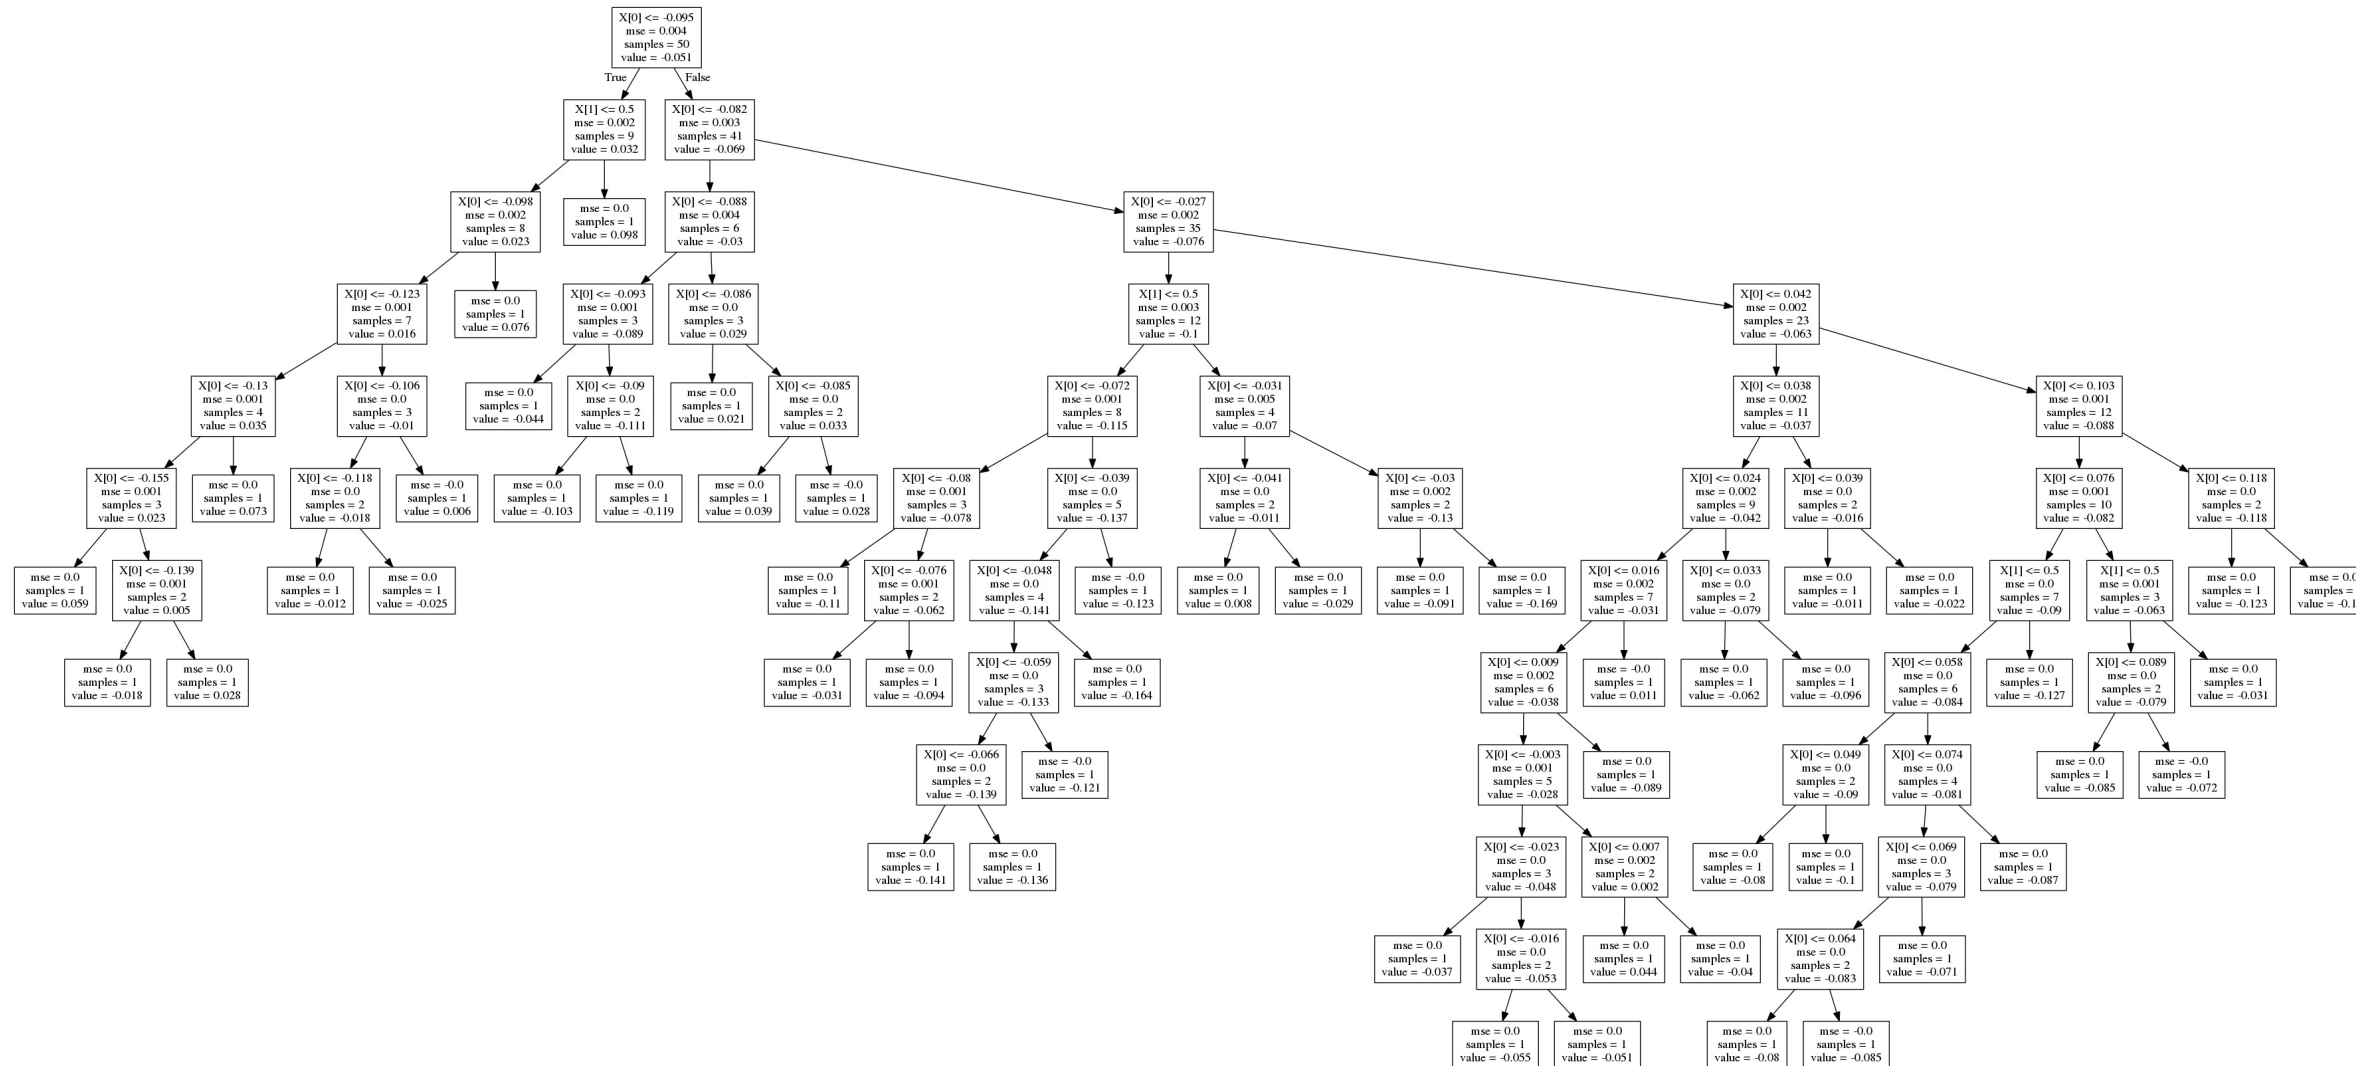 X[0] <= -0.095
mse = 0.004
samples = 50
value = -0.051
True
False
X[1] <= 0.5
mse = 0.002
samples = 9
value = 0.032
X[0] <= -0.082
mse = 0.003
samples = 41
value = -0.069
X[0] <= -0.098
mse = 0.002
samples = 8
value = 0.023
mse = 0.0
samples = 1
value = 0.098
X[0] <= -0.088
mse = 0.004
samples = 6
value = -0.03
X[0] <= -0.027
mse = 0.002
samples = 35
value = -0.076
X[0] <= -0.123
mse = 0.001
samples = 7
value = 0.016
mse = 0.0
samples = 1
value = 0.076
X[0] <= -0.093
mse = 0.001
samples = 3
value = -0.089
X[0] <= -0.086
mse = 0.0
samples = 3
value = 0.029
X[1] <= 0.5
mse = 0.003
samples = 12
value = -0.1
X[0] <= 0.042
mse = 0.002
samples = 23
value = -0.063
X[0] <= -0.13
mse = 0.001
samples = 4
value = 0.035
X[0] <= -0.106
mse = 0.0
samples = 3
value = -0.01
mse = 0.0
samples = 1
value = -0.044
X[0] <= -0.09
mse = 0.0
samples = 2
value = -0.111
mse = 0.0
samples = 1
value = 0.021
X[0] <= -0.085
mse = 0.0
samples = 2
value = 0.033
X[0] <= -0.072
mse = 0.001
samples = 8
value = -0.115
X[0] <= -0.031
mse = 0.005
samples = 4
value = -0.07
X[0] <= 0.038
mse = 0.002
samples = 11
value = -0.037
X[0] <= 0.103
mse = 0.001
samples = 12
value = -0.088
X[0] <= -0.155
mse = 0.001
samples = 3
value = 0.023
mse = 0.0
samples = 1
value = 0.073
X[0] <= -0.118
mse = 0.0
samples = 2
value = -0.018
mse = -0.0
samples = 1
value = 0.006
mse = 0.0
samples = 1
value = -0.103
mse = 0.0
samples = 1
value = -0.119
mse = 0.0
samples = 1
value = 0.039
mse = -0.0
samples = 1
value = 0.028
X[0] <= -0.08
mse = 0.001
samples = 3
value = -0.078
X[0] <= -0.039
mse = 0.0
samples = 5
value = -0.137
X[0] <= -0.041
mse = 0.0
samples = 2
value = -0.011
X[0] <= -0.03
mse = 0.002
samples = 2
value = -0.13
X[0] <= 0.024
mse = 0.002
samples = 9
value = -0.042
X[0] <= 0.039
mse = 0.0
samples = 2
value = -0.016
X[0] <= 0.076
mse = 0.001
samples = 10
value = -0.082
X[0] <= 0.118
mse = 0.0
samples = 2
value = -0.118
mse = 0.0
samples = 1
value = 0.059
X[0] <= -0.139
mse = 0.001
samples = 2
value = 0.005
mse = 0.0
samples = 1
value = -0.012
mse = 0.0
samples = 1
value = -0.025
mse = 0.0
samples = 1
value = -0.11
X[0] <= -0.076
mse = 0.001
samples = 2
value = -0.062
X[0] <= -0.048
mse = 0.0
samples = 4
value = -0.141
mse = -0.0
samples = 1
value = -0.123
mse = 0.0
samples = 1
value = 0.008
mse = 0.0
samples = 1
value = -0.029
mse = 0.0
samples = 1
value = -0.091
mse = 0.0
samples = 1
value = -0.169
X[0] <= 0.016
mse = 0.002
samples = 7
value = -0.031
X[0] <= 0.033
mse = 0.0
samples = 2
value = -0.079
mse = 0.0
samples = 1
value = -0.011
mse = 0.0
samples = 1
value = -0.022
X[1] <= 0.5
mse = 0.0
samples = 7
value = -0.09
X[1] <= 0.5
mse = 0.001
samples = 3
value = -0.063
mse = 0.0
samples = 1
value = -0.123
mse = 0.0
samples =
value = -0.1
mse = 0.0
samples = 1
value = -0.018
mse = 0.0
samples = 1
value = 0.028
mse = 0.0
samples = 1
value = -0.031
mse = 0.0
samples = 1
value = -0.094
X[0] <= -0.059
mse = 0.0
samples = 3
value = -0.133
mse = 0.0
samples = 1
value = -0.164
X[0] <= 0.009
mse = 0.002
samples = 6
value = -0.038
mse = -0.0
samples = 1
value = 0.011
mse = 0.0
samples = 1
value = -0.062
mse = 0.0
samples = 1
value = -0.096
X[0] <= 0.058
mse = 0.0
samples = 6
value = -0.084
mse = 0.0
samples = 1
value = -0.127
X[0] <= 0.089
mse = 0.0
samples = 2
value = -0.079
mse = 0.0
samples = 1
value = -0.031
X[0] <= -0.066
mse = 0.0
samples = 2
value = -0.139
mse = -0.0
samples = 1
value = -0.121
X[0] <= -0.003
mse = 0.001
samples = 5
value = -0.028
mse = 0.0
samples = 1
value = -0.089
X[0] <= 0.049
mse = 0.0
samples = 2
value = -0.09
X[0] <= 0.074
mse = 0.0
samples = 4
value = -0.081
mse = 0.0
samples = 1
value = -0.085
mse = -0.0
samples = 1
value = -0.072
mse = 0.0
samples = 1
value = -0.141
mse = 0.0
samples = 1
value = -0.136
X[0] <= -0.023
mse = 0.0
samples = 3
value = -0.048
X[0] <= 0.007
mse = 0.002
samples = 2
value = 0.002
mse = 0.0
samples = 1
value = -0.08
mse = 0.0
samples = 1
value = -0.1
X[0] <= 0.069
mse = 0.0
samples = 3
value = -0.079
mse = 0.0
samples = 1
value = -0.087
mse = 0.0
samples = 1
value = -0.037
X[0] <= -0.016
mse = 0.0
samples = 2
value = -0.053
mse = 0.0
samples = 1
value = 0.044
mse = 0.0
samples = 1
value = -0.04
X[0] <= 0.064
mse = 0.0
samples = 2
value = -0.083
mse = 0.0
samples = 1
value = -0.071
mse = 0.0
samples = 1
value = -0.055
mse = 0.0
samples = 1
value = -0.051
mse = 0.0
samples = 1
value = -0.08
mse = -0.0
samples = 1
value = -0.085